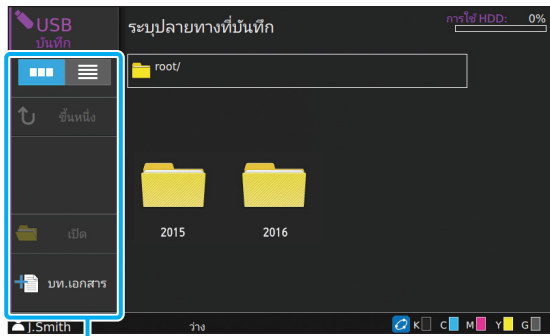 USB
บันทึก
ระบุปลายทางที่บันทึก
การใช้ HDD: 0%
root/
ขึ้นหนึ่ง
เปิด
บท.เอกสาร
2015
2016
J.Smith
ว่าง
K C M Y G